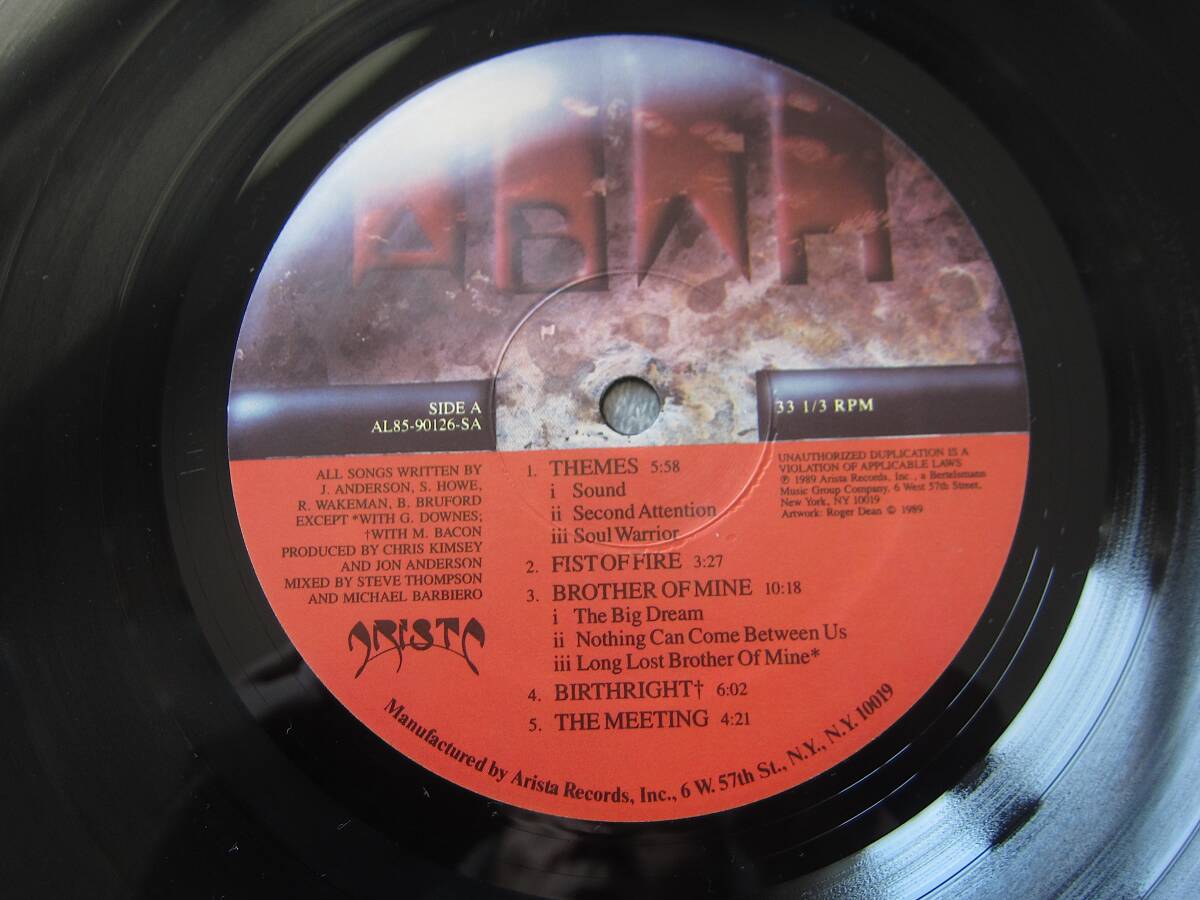 ABWH
SIDE A
AL85-90126-SA
33 1/3 RPM
ALL SONGS WRITTEN BY
J. ANDERSON, S. HOWE,
R. WAKEMAN, B. BRUFORD
EXCEPT *WITH G. DOWNES;
†WITH M. BACON
PRODUCED BY CHRIS KIMSEY
AND JON ANDERSON
MIXED BY STEVE THOMPSON
AND MICHAEL BARBIERO
ARISTA
1. THEMES 5:58
i Sound
ii Second Attention
iii Soul Warrior
2. FIST OF FIRE 3:27
3. BROTHER OF MINE 10:18
i The Big Dream
ii Nothing Can Come Between Us
iii Long Lost Brother Of Mine*
4. BIRTHRIGHT† 6:02
5. THE MEETING 4:21
UNAUTHORIZED DUPLICATION IS A
VIOLATION OF APPLICABLE LAWS
℗ 1989 Arista Records, Inc., a Bertelsmann
Music Group Company, 6 West 57th Street,
New York, NY 10019
Artwork: Roger Dean © 1989
Manufactured by Arista Records, Inc., 6 W. 57th St., N.Y., N.Y. 10019